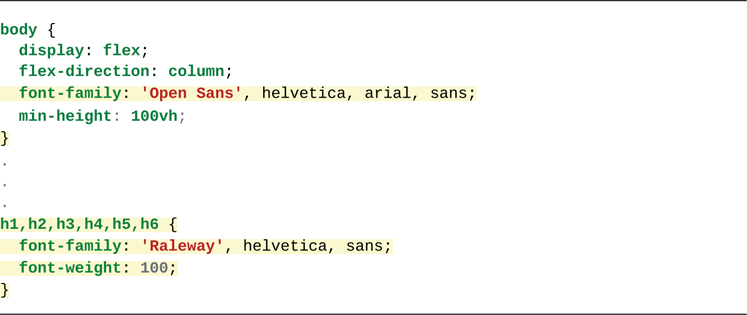 body {
  display: flex;
  flex-direction: column;
  font-family: 'Open Sans', helvetica, arial, sans;
  min-height: 100vh;
}
.
.
.
h1,h2,h3,h4,h5,h6 {
  font-family: 'Raleway', helvetica, sans;
  font-weight: 100;
}